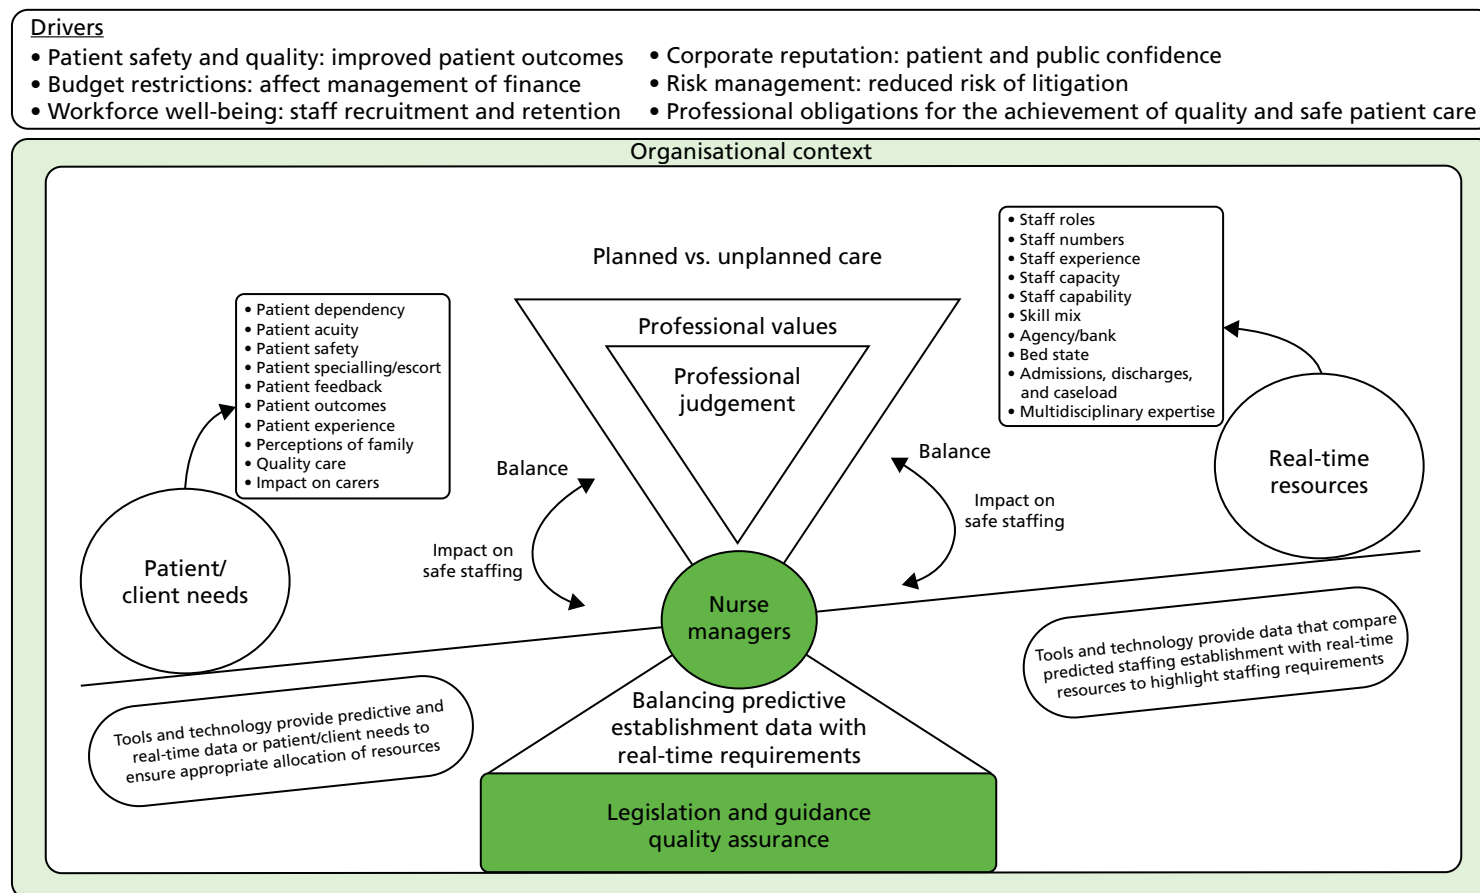 Drivers
• Patient safety and quality: improved patient outcomes
• Budget restrictions: affect management of finance
• Workforce well-being: staff recruitment and retention
• Corporate reputation: patient and public confidence
• Risk management: reduced risk of litigation
• Professional obligations for the achievement of quality and safe patient care
Organisational context
Planned vs. unplanned care
Professional values
Professional
judgement
• Patient dependency
• Patient acuity
• Patient safety
• Patient specialling/escort
• Patient feedback
• Patient outcomes
• Patient experience
• Perceptions of family
• Quality care
• Impact on carers
Patient/
client needs
Balance
Impact on
safe staffing
• Staff roles
• Staff numbers
• Staff experience
• Staff capacity
• Staff capability
• Skill mix
• Agency/bank
• Bed state
• Admissions, discharges,
and caseload
• Multidisciplinary expertise
Real-time
resources
Balance
Impact on
safe staffing
Nurse
managers
Tools and technology provide predictive and
real-time data or patient/client needs to
ensure appropriate allocation of resources
Tools and technology provide data that compare
predicted staffing establishment with real-time
resources to highlight staffing requirements
Balancing predictive
establishment data with
real-time requirements
Legislation and guidance
quality assurance